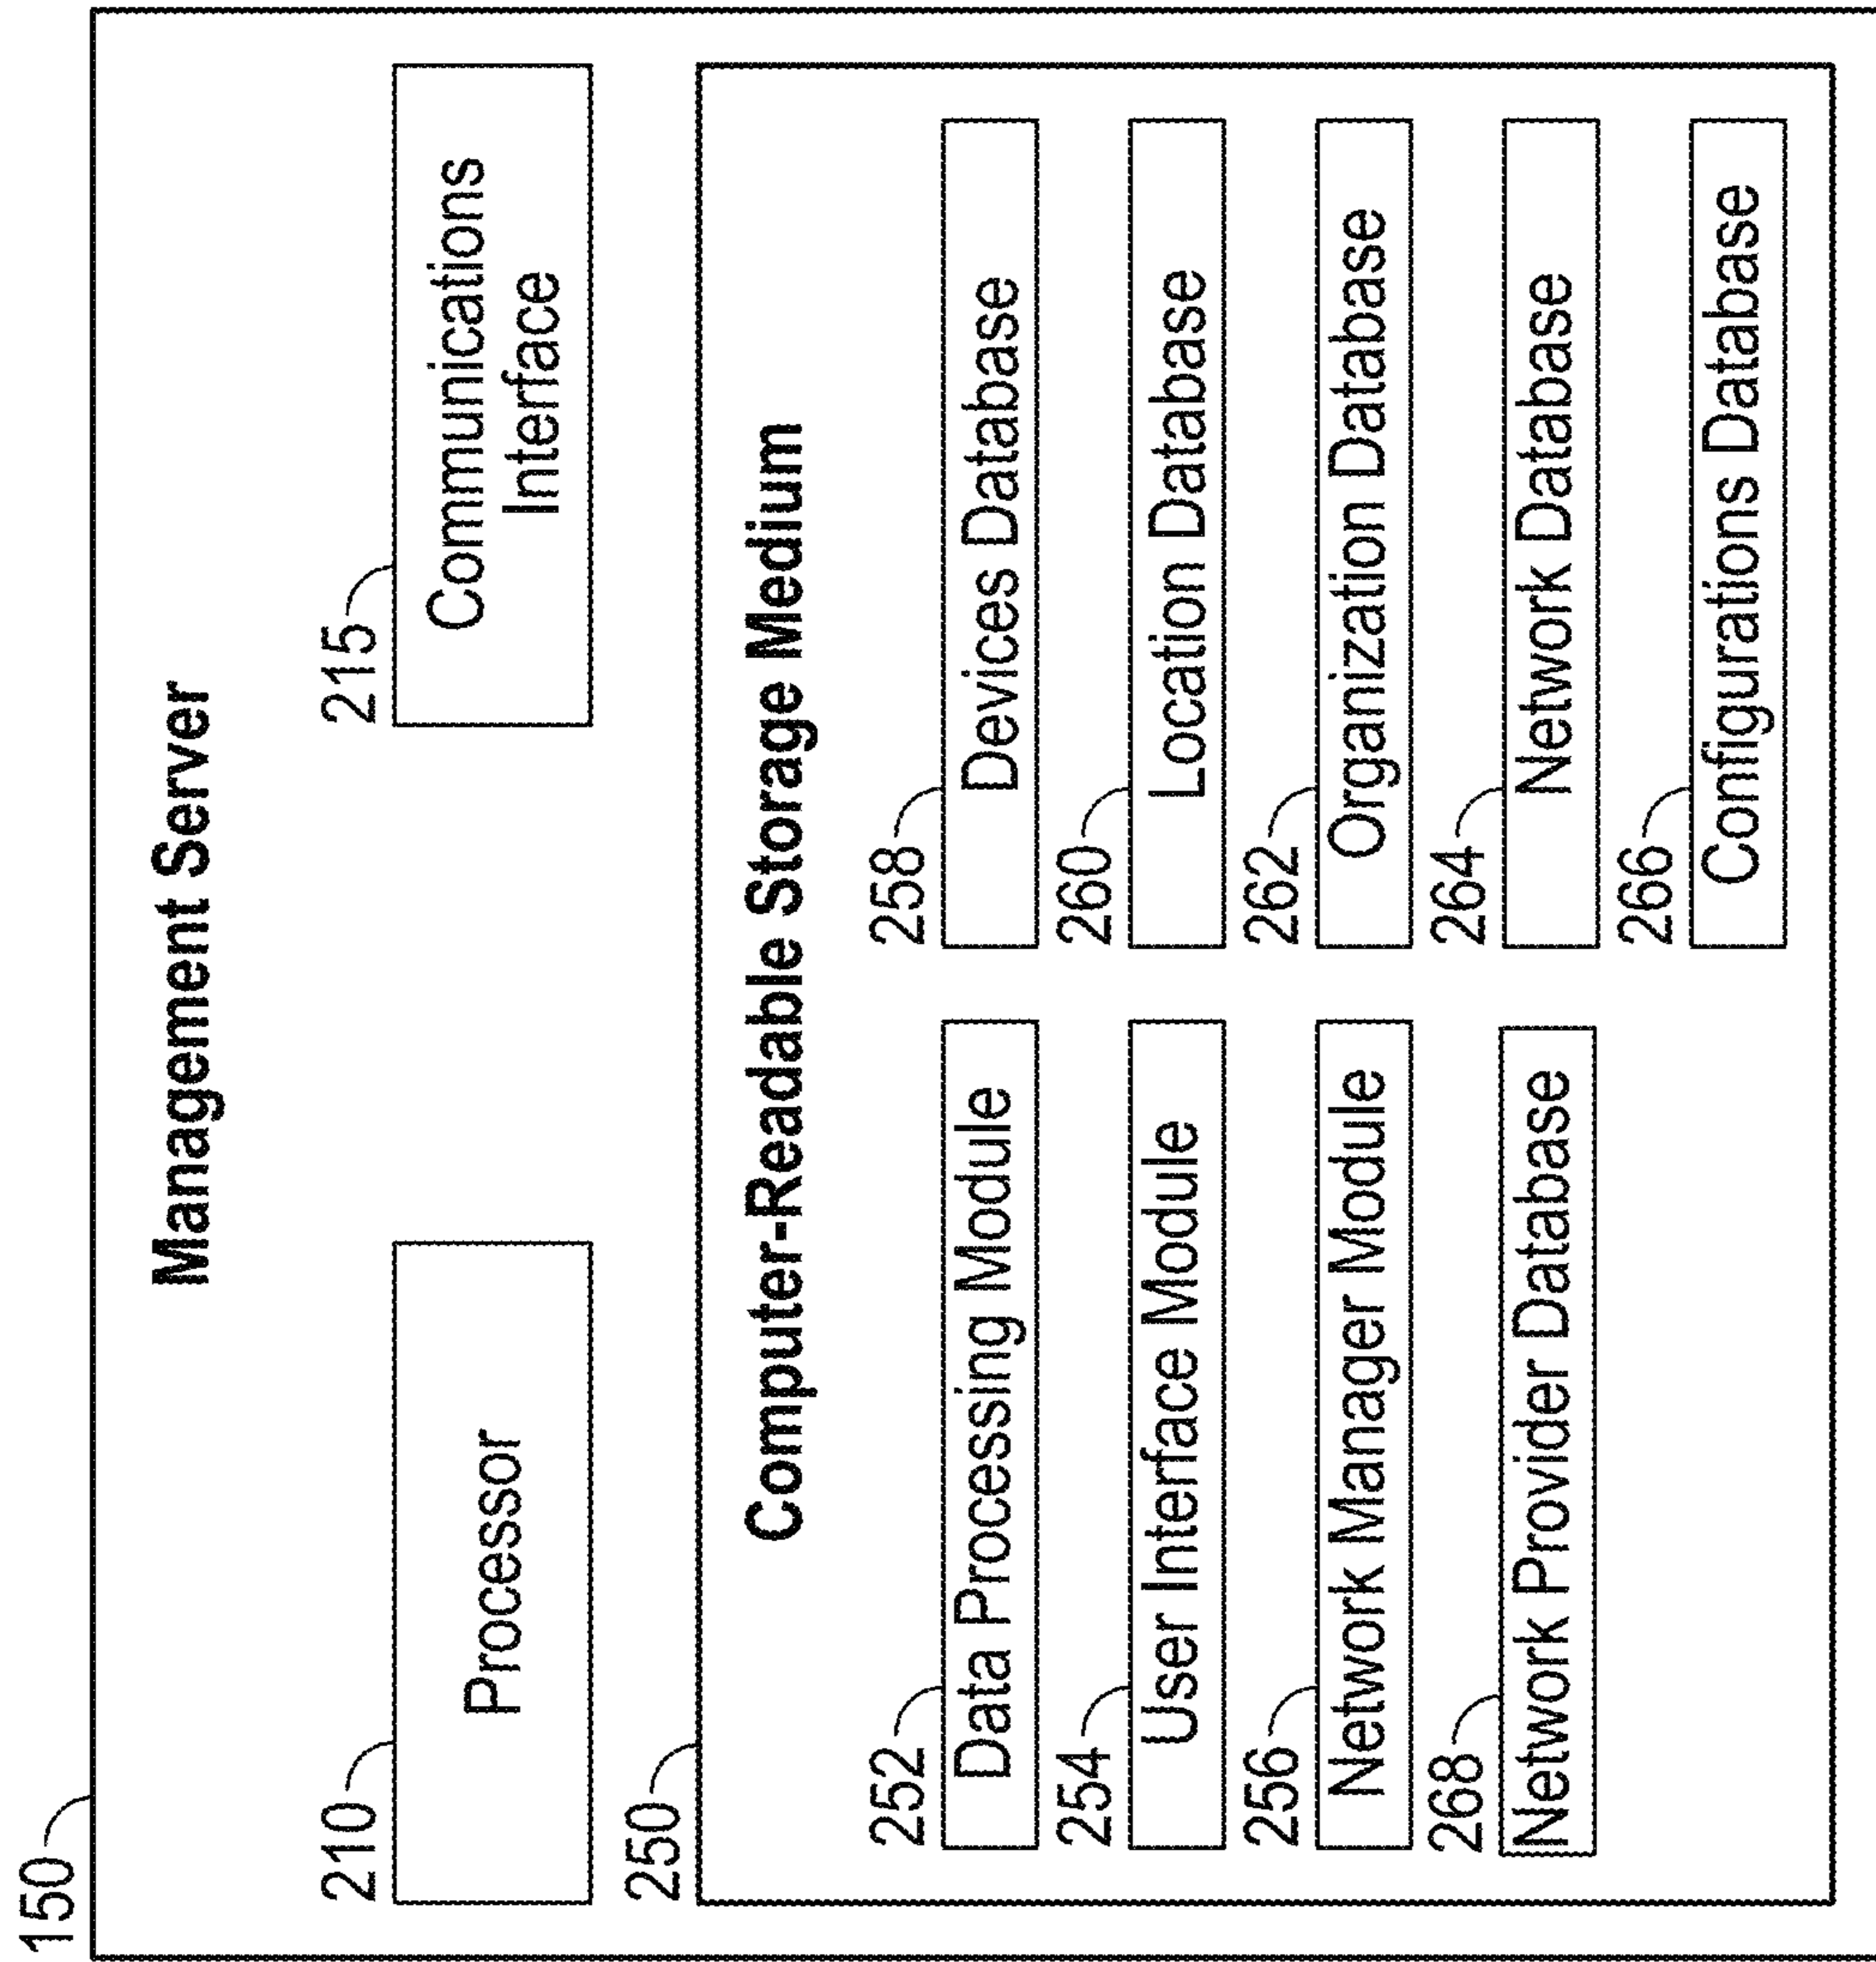 150
Management Server
210
Processor
215
Communications
Interface
250
Computer-Readable Storage Medium
252
Data Processing Module
254
User Interface Module
256
Network Manager Module
268
Network Provider Database
258
Devices Database
260
Location Database
262
Organization Database
264
Network Database
266
Configurations Database